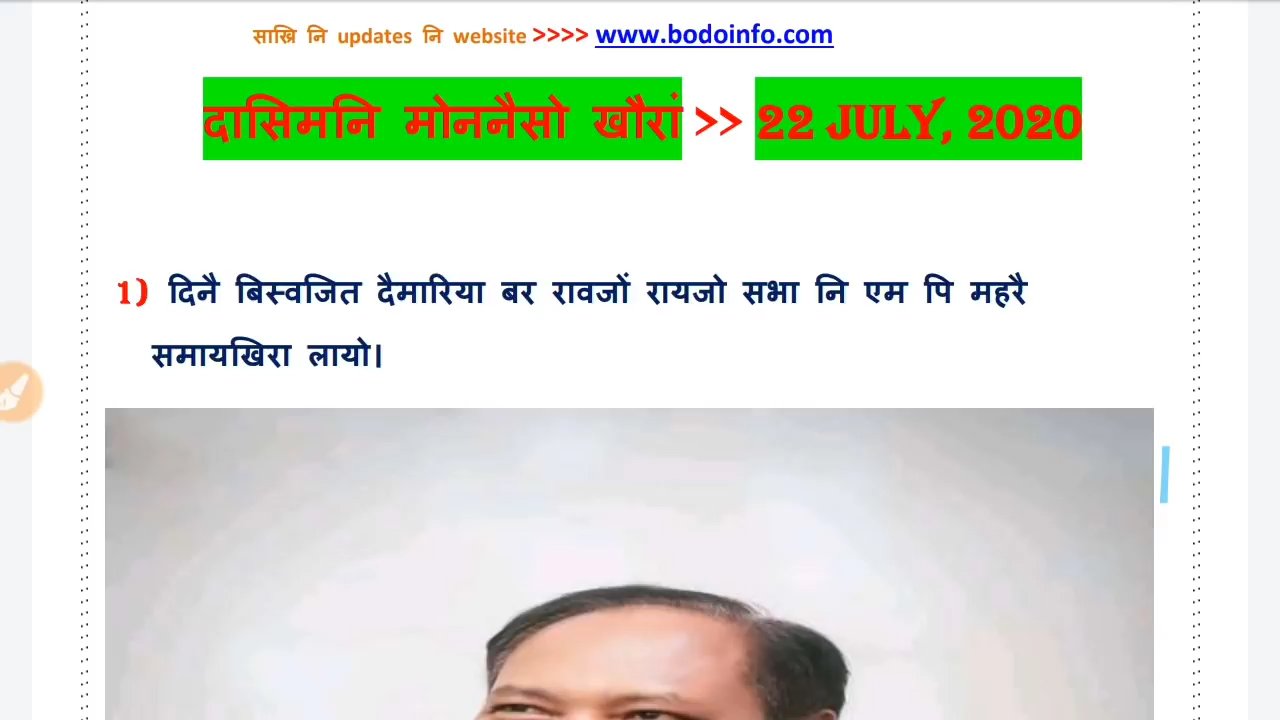 साख्रि नि updates नि website >>>> www.bodoinfo.com
दासिमनि मोननैसो खौरां >> 22 JULY, 2020
1) दिनै बिस्वजित दैमारिया बर रावजों रायजो सभा नि एम पि महरै
समायखिरा लायो।